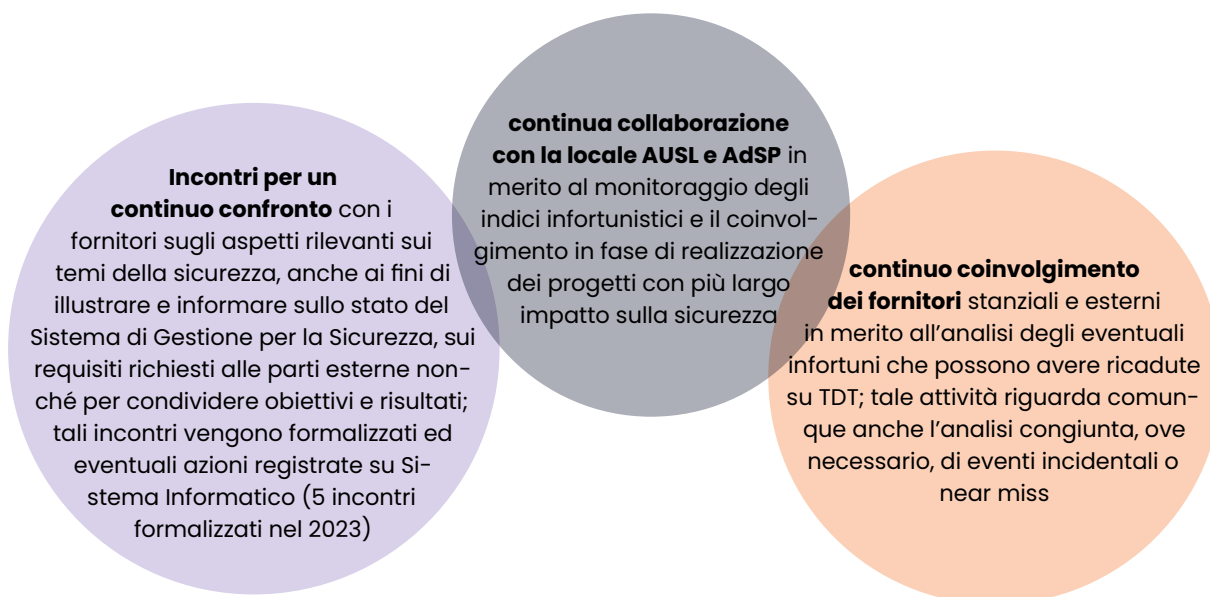 Incontri per un
continuo confronto con i
fornitori sugli aspetti rilevanti sui
temi della sicurezza, anche ai fini di
illustrare e informare sullo stato del
Sistema di Gestione per la Sicurezza, sui
requisiti richiesti alle parti esterne non-
ché per condividere obiettivi e risultati;
tali incontri vengono formalizzati ed
eventuali azioni registrate su Si-
stema Informatico (5 incontri
formalizzati nel 2023)
continua collaborazione
con la locale AUSL e AdSP in
merito al monitoraggio degli
indici infortunistici e il coinvol-
gimento in fase di realizzazione
dei progetti con più largo
impatto sulla sicurezza
continuo coinvolgimento
dei fornitori stanziali e esterni
in merito all’analisi degli eventuali
infortuni che possono avere ricadute
su TDT; tale attività riguarda comun-
que anche l’analisi congiunta, ove
necessario, di eventi incidentali o
near miss